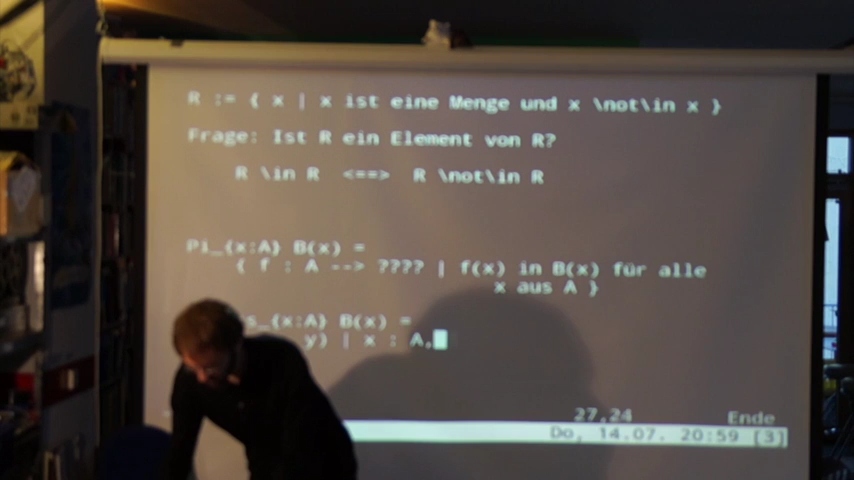 R := { x | x ist eine Menge und x \not\in x }
Frage: Ist R ein Element von R?
R \in R <==> R \not\in R
Pi_{x:A} B(x) =
{ f : A --> ???? | f(x) in B(x) für alle
x aus A }
s_{x:A} B(x) =
y) | x : A,
27,24 Ende
Do, 14.07. 20:59 [3]